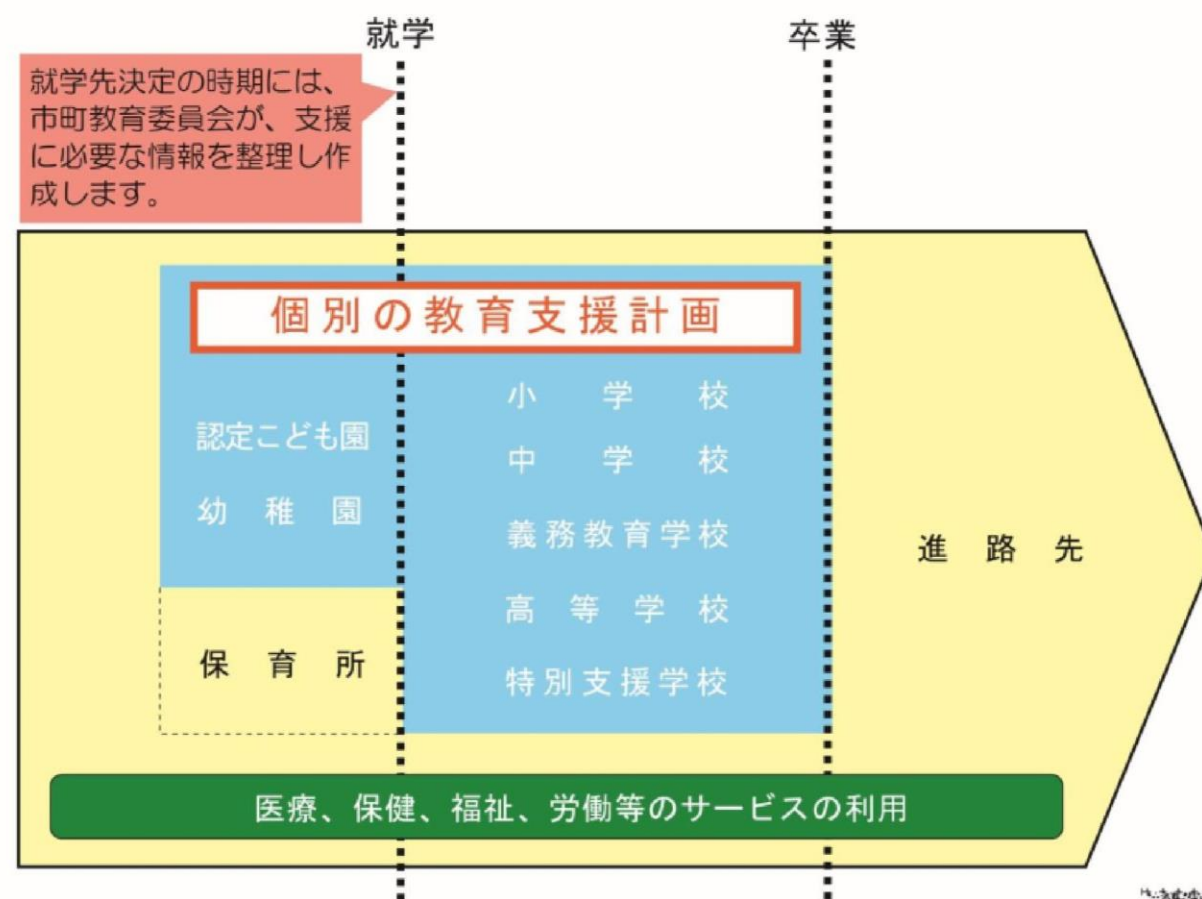 就学
卒業
就学先決定の時期には、
市町教育委員会が、支援
に必要な情報を整理し作
成します。
個別の教育支援計画
認定こども園
幼稚園
保育所
小学校
中学校
義務教育学校
高等学校
特別支援学校
進路先
医療、保健、福祉、労働等のサービスの利用